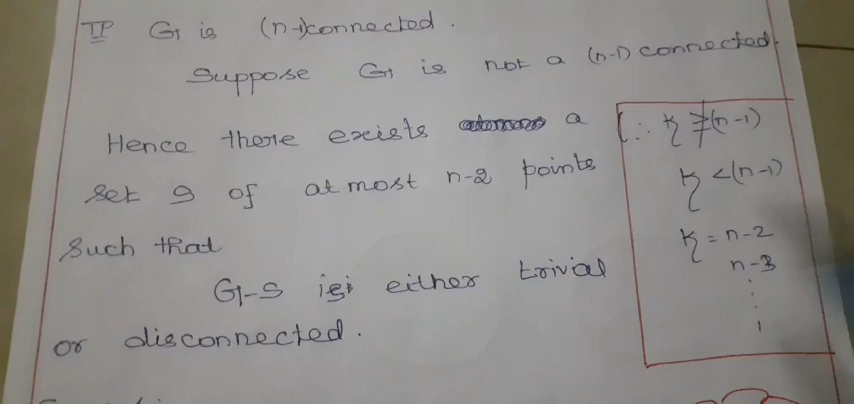 TP G is (n-1)connected.
Suppose G is not a (n-1) connected.
Hence there exists a
set S of at most n-2 points
Such that
G-S is either trivial
or disconnected.
(∵ κ ≱ (n-1)
κ < (n-1)
κ = n-2
n-3
⋮
1